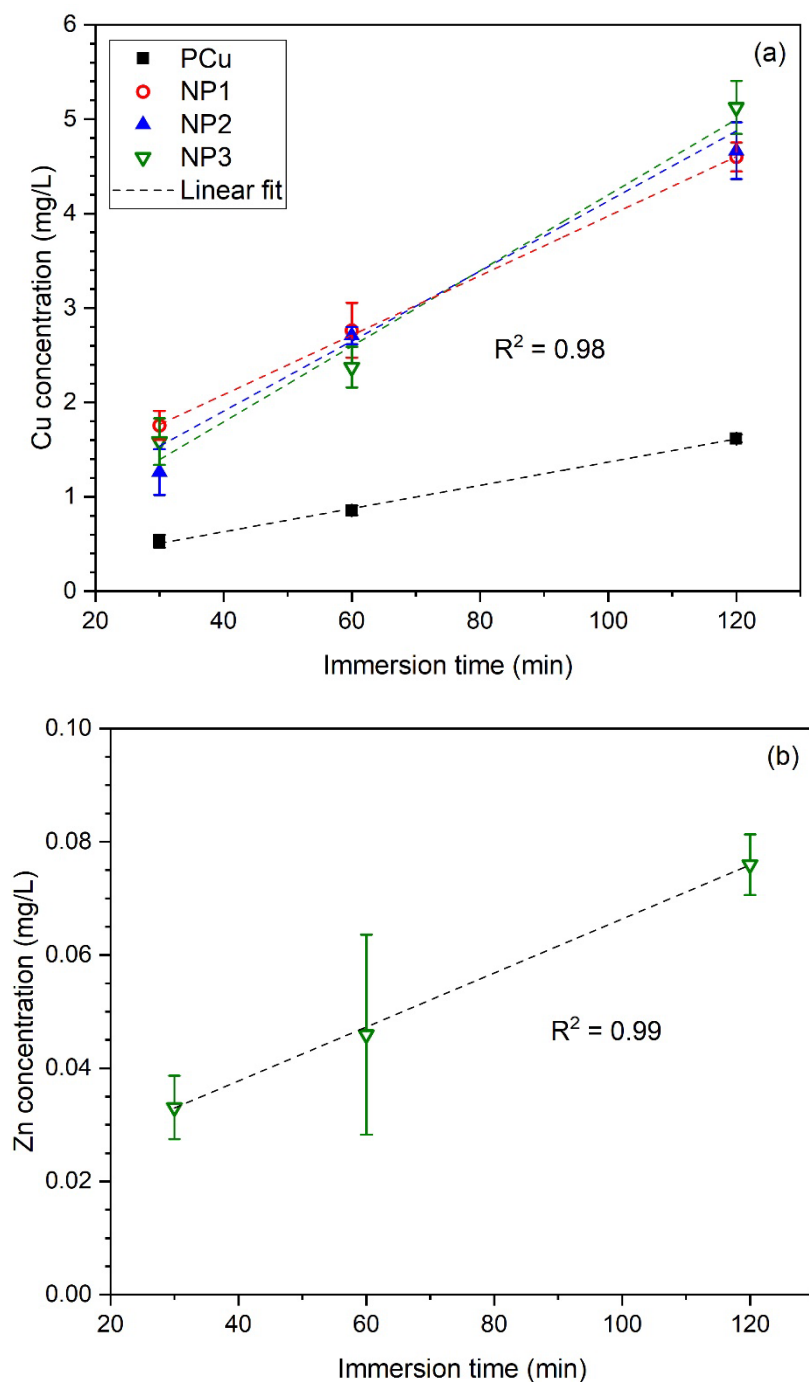 (a)
PCu
NP1
NP2
NP3
Linear fit
6
5
4
3
2
1
0
Cu concentration (mg/L)
R² = 0.98
20 40 60 80 100 120
Immersion time (min)
(b)
0.10
0.08
0.06
0.04
0.02
0.00
Zn concentration (mg/L)
R² = 0.99
20 40 60 80 100 120
Immersion time (min)